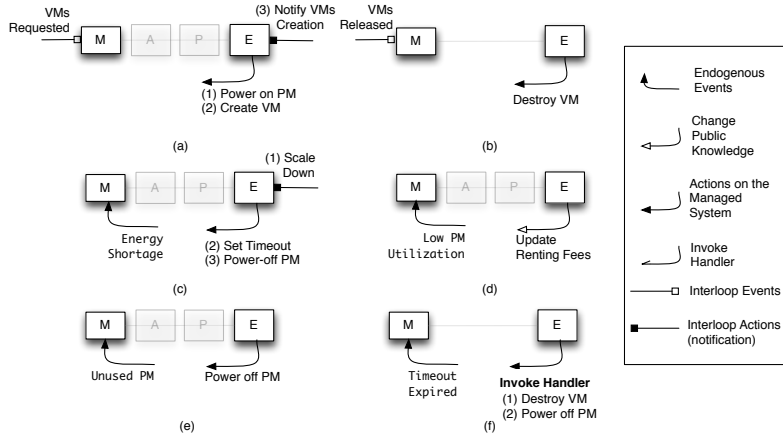 VMs
Requested
M
A
P
E
(3) Notify VMs
Creation
(1) Power on PM
(2) Create VM
(a)
VMs
Released
M
E
Destroy VM
(b)
M
A
P
E
(1) Scale
Down
Energy
Shortage
(2) Set Timeout
(3) Power-off PM
(c)
M
A
P
E
Low PM
Utilization
Update
Renting Fees
(d)
M
A
P
E
Unused PM
Power off PM
(e)
M
E
Timeout
Expired
Invoke Handler
(1) Destroy VM
(2) Power off PM
(f)
Endogenous
Events
Change
Public
Knowledge
Actions on the
Managed
System
Invoke
Handler
Interloop Events
Interloop Actions
(notification)